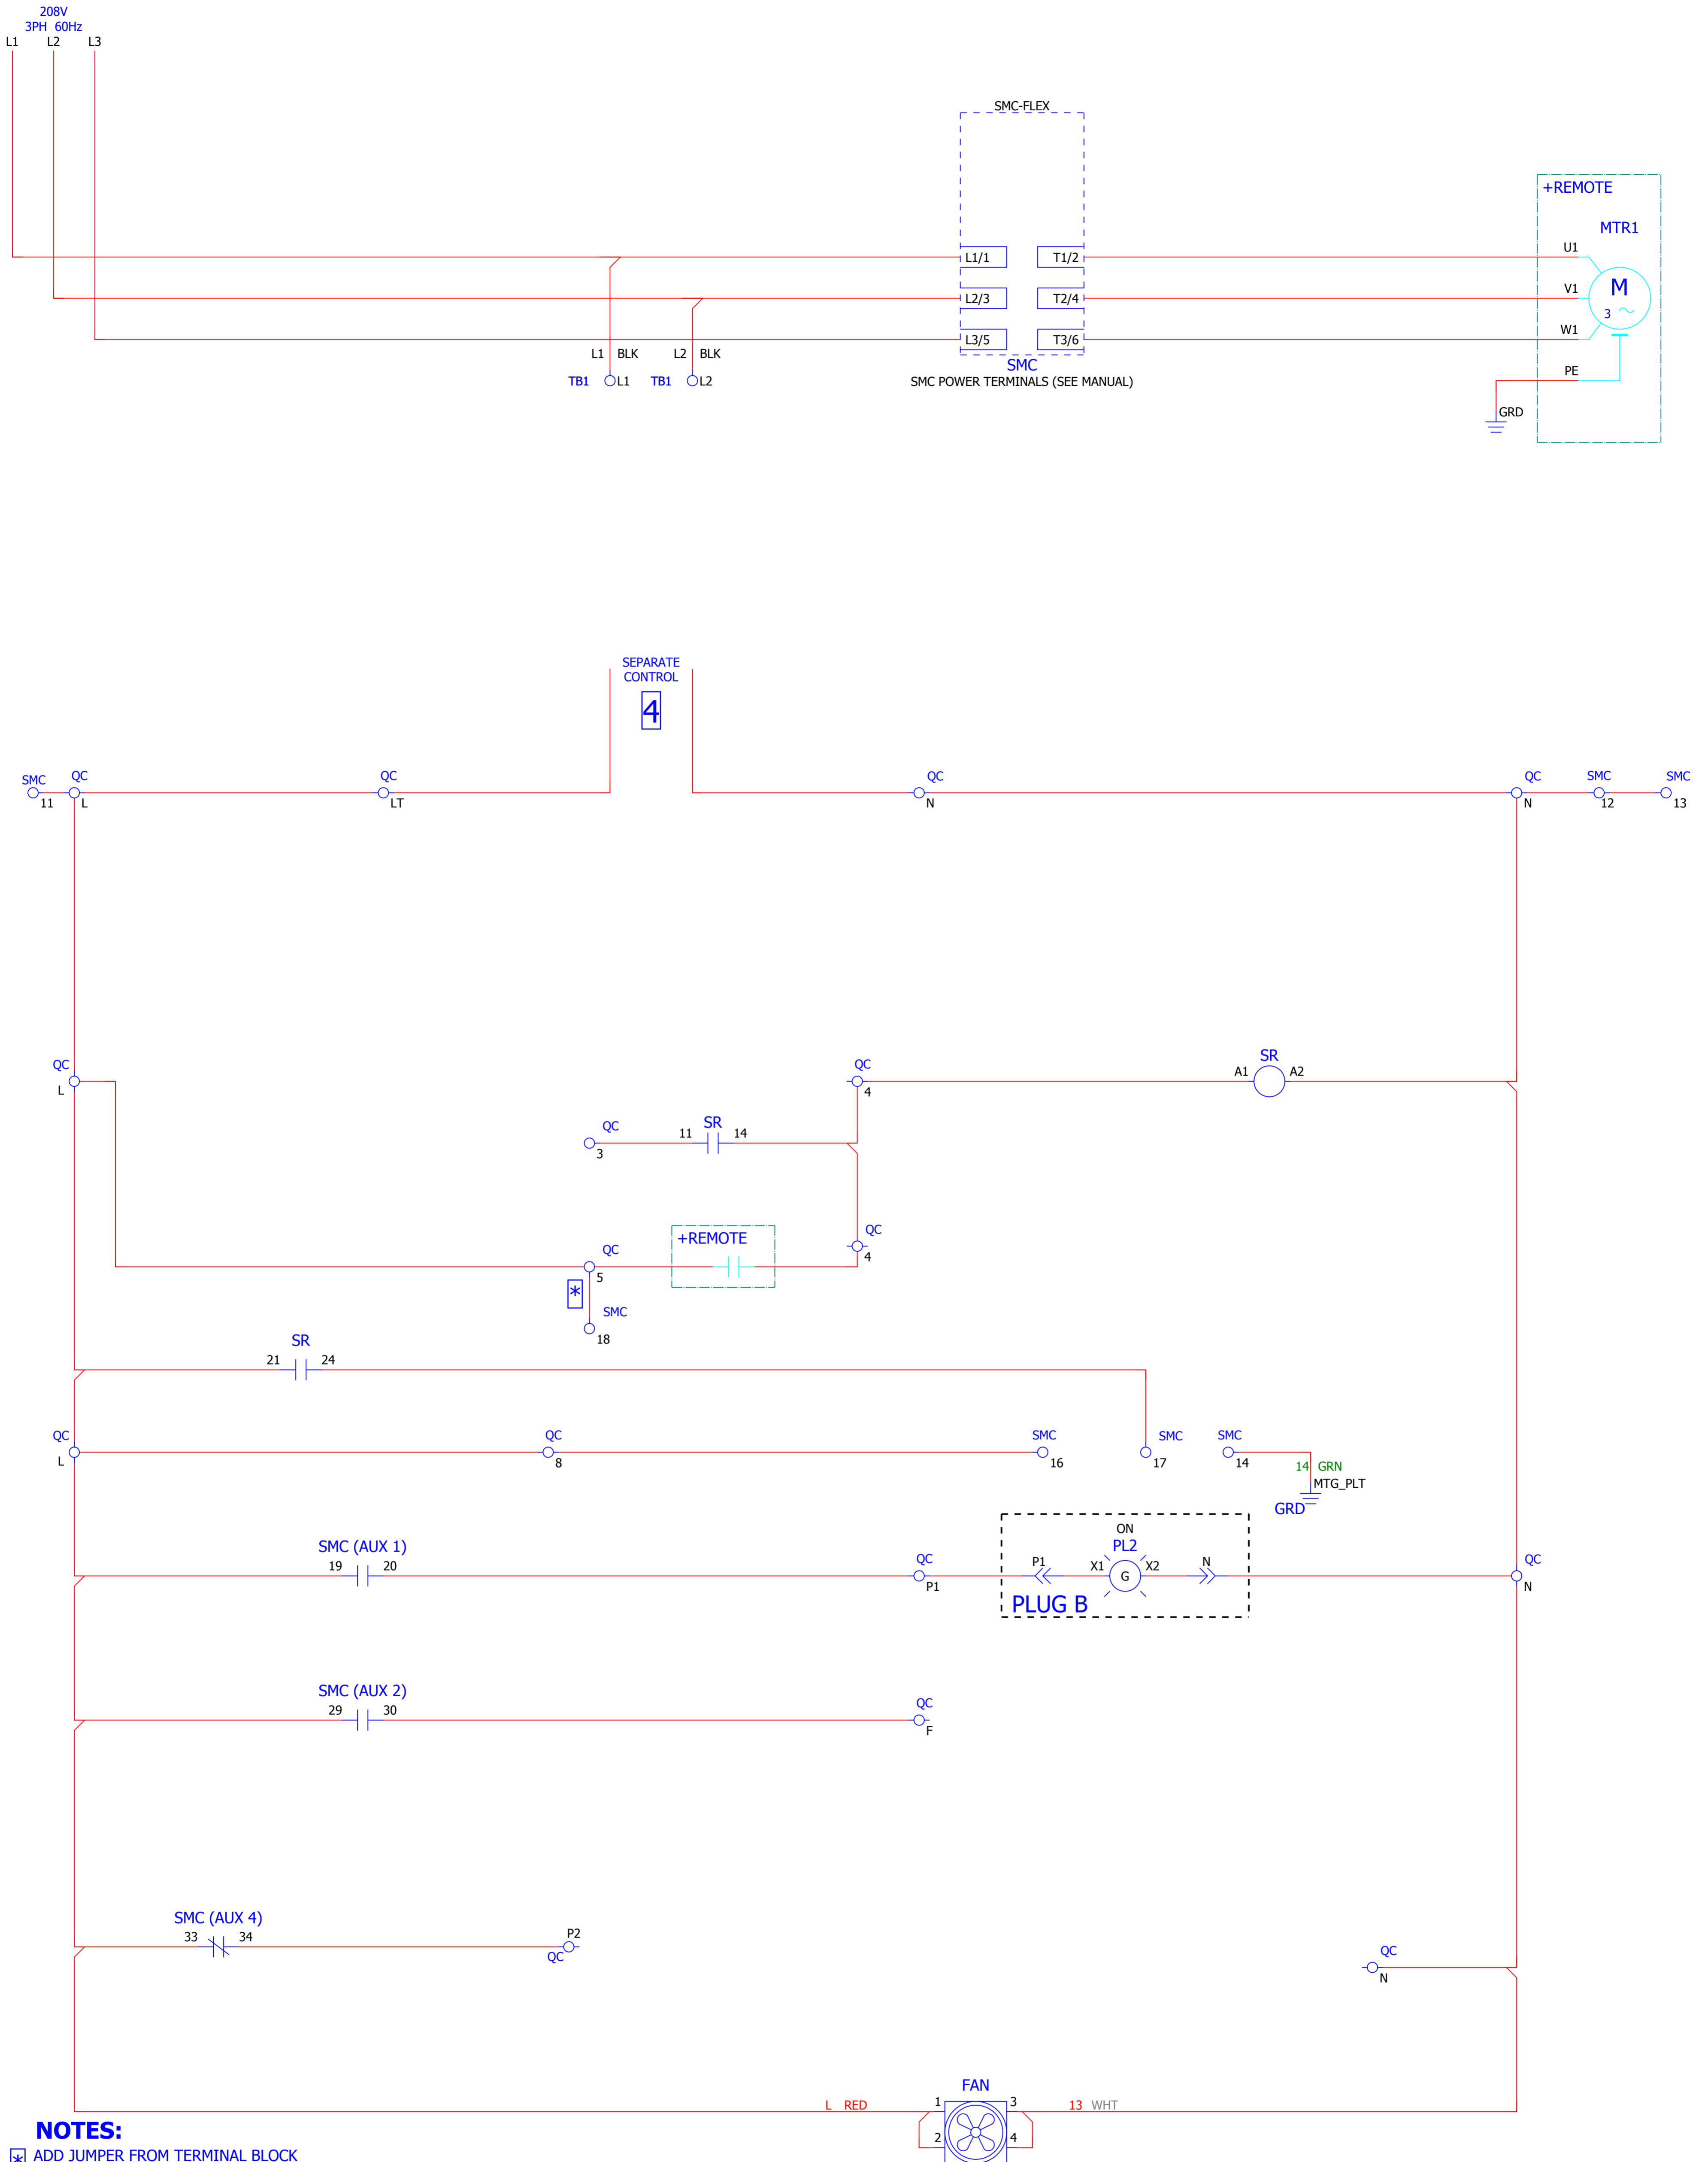 208V
3PH 60Hz
L1 L2 L3
SMC-FLEX
+REMOTE
MTR1
L1/1 T1/2 U1
L2/3 T2/4 V1 M
3
L3/5 T3/6 W1
L1 BLK L2 BLK
SMC
TB1 L1 TB1 L2
SMC POWER TERMINALS (SEE MANUAL)
PE
GRD
SEPARATE
CONTROL
4
SMC QC QC QC QC SMC SMC
11 L LT N N 12 13
QC QC SR
L 4 A1 A2
QC 11 SR 14
3
+REMOTE QC
4
QC
5
*
SMC
18
SR
21 24
QC QC SMC SMC SMC
L 8 16 17 14
14 GRN
MTG_PLT
GRD
ON
SMC (AUX 1) PL2
19 20 QC P1 X1 G X2 N QC
P1 N
PLUG B
SMC (AUX 2)
29 30 QC
F
SMC (AUX 4)
33 34 P2
QC
QC
N
FAN
L RED 1 3 13 WHT
2 4
NOTES:
* ADD JUMPER FROM TERMINAL BLOCK